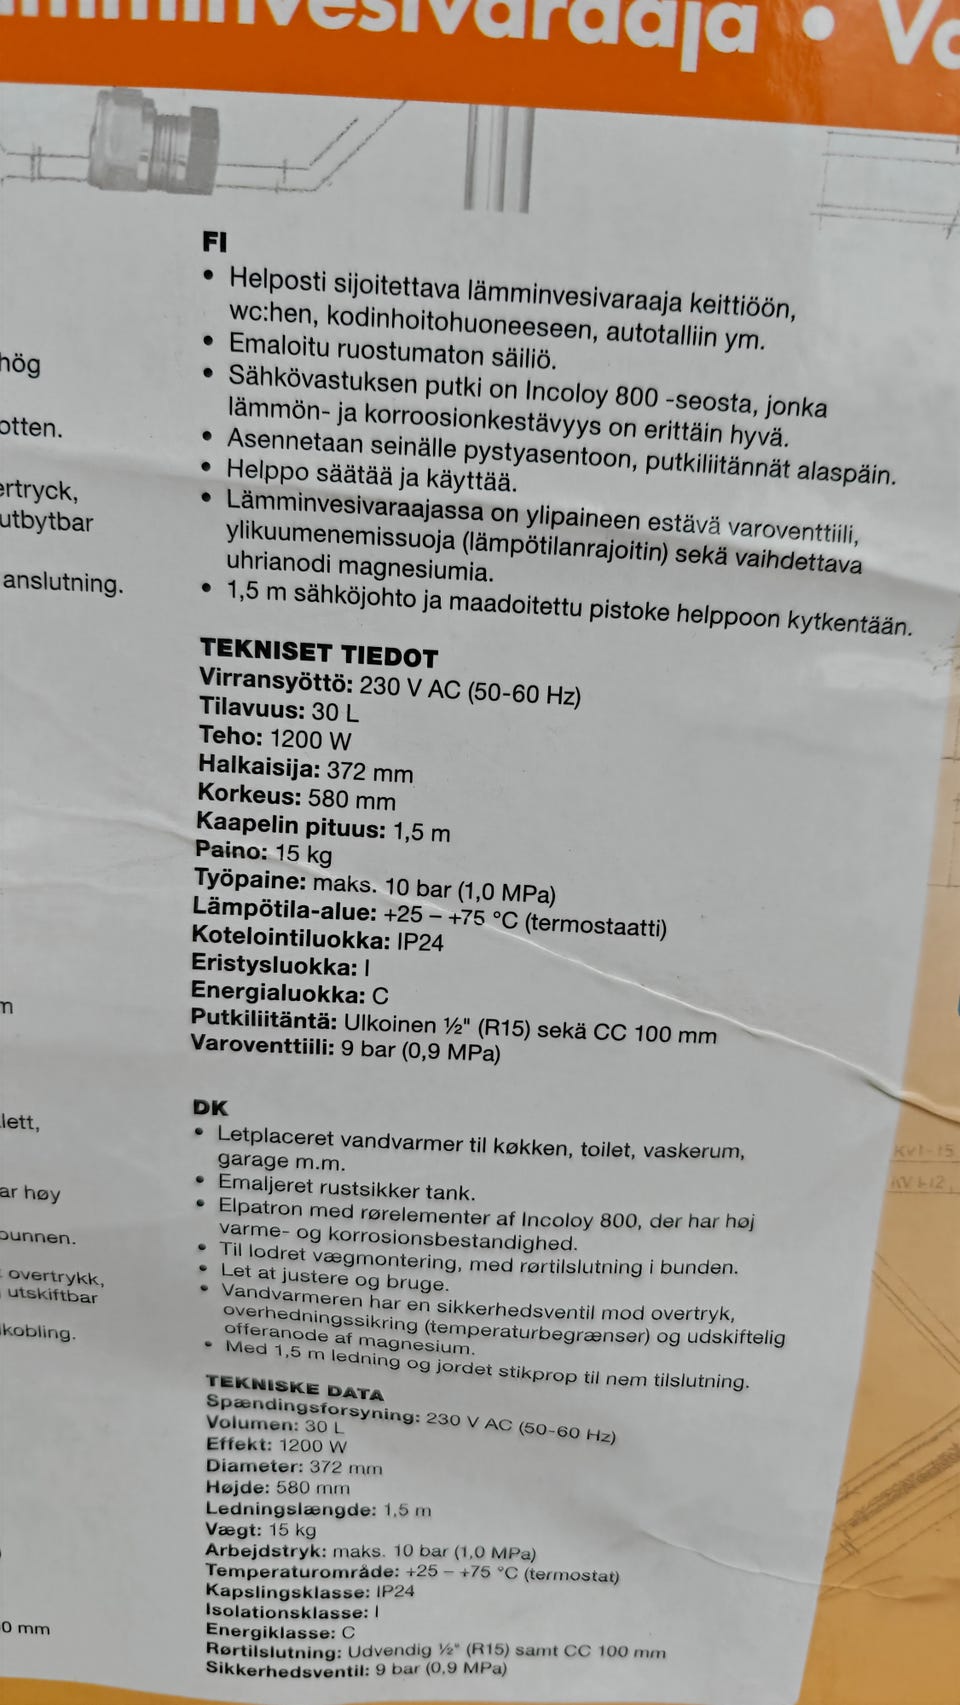 mminvesivaraaja • Va
FI
• Helposti sijoitettava lämminvesivaraaja keittiöön,
wc:hen, kodinhoitohuoneeseen, autotalliin ym.
• Emaloitu ruostumaton säiliö.
• Sähkövastuksen putki on Incoloy 800 -seosta, jonka
lämmön- ja korroosionkestävyys on erittäin hyvä.
• Asennetaan seinälle pystyasentoon, putkiliitännät alaspäin.
• Helppo säätää ja käyttää.
• Lämminvesivaraajassa on ylipaineen estävä varoventtiili,
ylikuumenemissuoja (lämpötilanrajoitin) sekä vaihdettava
uhrianodi magnesiumia.
• 1,5 m sähköjohto ja maadoitettu pistoke helppoon kytkentään.
TEKNISET TIEDOT
Virransyöttö: 230 V AC (50-60 Hz)
Tilavuus: 30 L
Teho: 1200 W
Halkaisija: 372 mm
Korkeus: 580 mm
Kaapelin pituus: 1,5 m
Paino: 15 kg
Työpaine: maks. 10 bar (1,0 MPa)
Lämpötila-alue: +25 – +75 °C (termostaatti)
Kotelointiluokka: IP24
Eristysluokka: I
Energialuokka: C
Putkiliitäntä: Ulkoinen ½" (R15) sekä CC 100 mm
Varoventtiili: 9 bar (0,9 MPa)
DK
• Letplaceret vandvarmer til køkken, toilet, vaskerum,
garage m.m.
• Emaljeret rustsikker tank.
• Elpatron med rørelementer af Incoloy 800, der har høj
varme- og korrosionsbestandighed.
• Til lodret vægmontering, med rørtilslutning i bunden.
• Let at justere og bruge.
• Vandvarmeren har en sikkerhedsventil mod overtryk,
overhedningssikring (temperaturbegrænser) og udskiftelig
offeranode af magnesium.
• Med 1,5 m ledning og jordet stikprop til nem tilslutning.
TEKNISKE DATA
Spændingsforsyning: 230 V AC (50-60 Hz)
Volumen: 30 L
Effekt: 1200 W
Diameter: 372 mm
Højde: 580 mm
Ledningslængde: 1,5 m
Vægt: 15 kg
Arbejdstryk: maks. 10 bar (1,0 MPa)
Temperaturområde: +25 – +75 °C (termostat)
Kapslingsklasse: IP24
Isolationsklasse: I
Energiklasse: C
Rørtilslutning: Udvendig ½" (R15) samt CC 100 mm
Sikkerhedsventil: 9 bar (0,9 MPa)
hög
otten.
ertryck,
utbytbar
anslutning.
m
lett,
ar høy
ounnen.
overtrykk,
utskiftbar
kobling.
0 mm